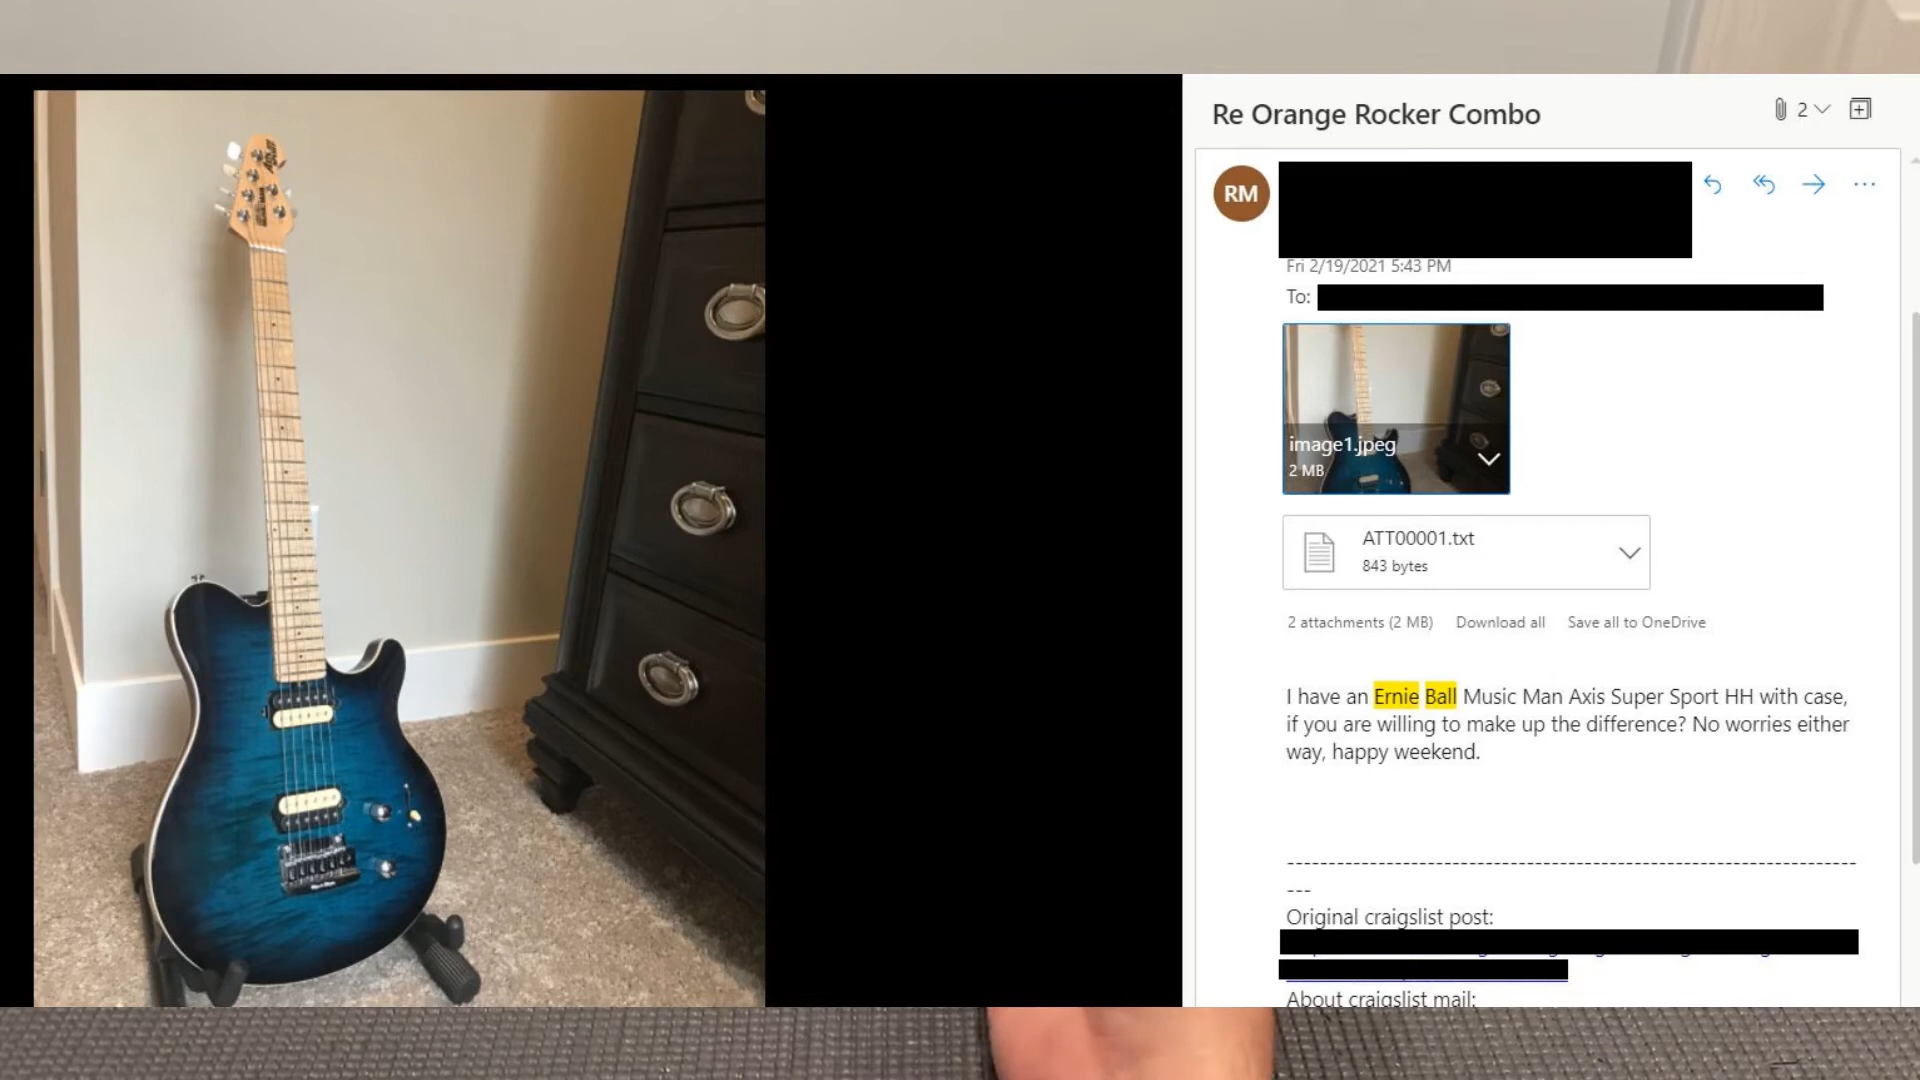 Re Orange Rocker Combo
2
RM
Fri 2/19/2021 5:43 PM
To:
image1.jpeg
2 MB
ATT00001.txt
843 bytes
2 attachments (2 MB) Download all Save all to OneDrive
I have an Ernie Ball Music Man Axis Super Sport HH with case,
if you are willing to make up the difference? No worries either
way, happy weekend.
---------------------------------------------------------------------
---
Original craigslist post:
About craigslist mail: